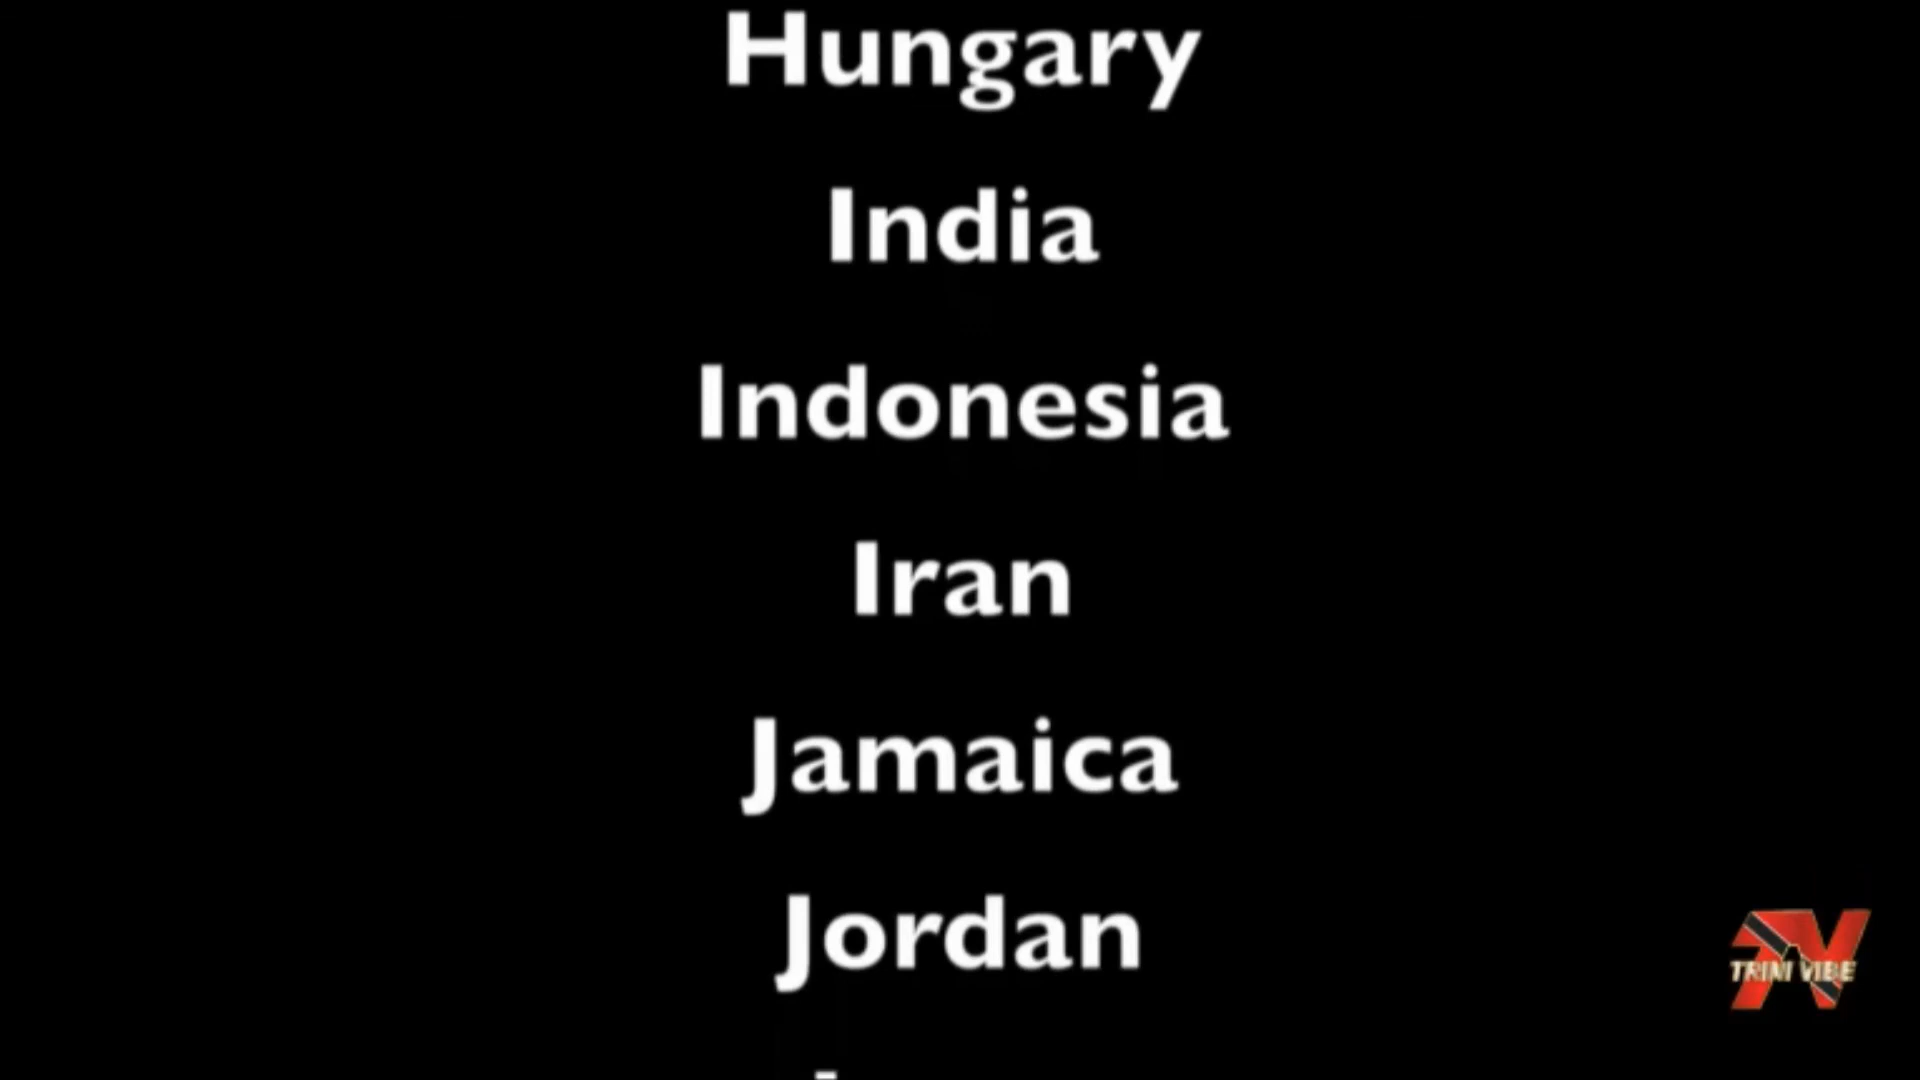 Hungary
India
Indonesia
Iran
Jamaica
Jordan
TRINI VIBE